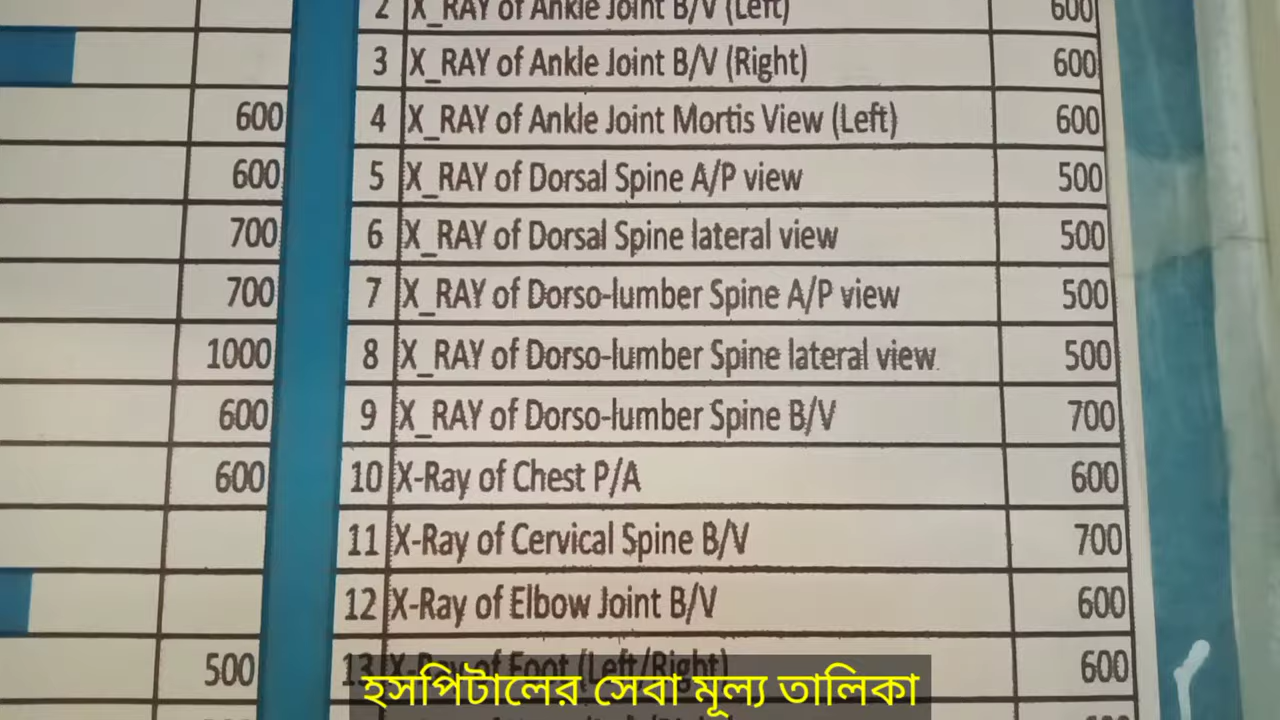 2 X_RAY of Ankle Joint B/V (Left) 600
3 X_RAY of Ankle Joint B/V (Right) 600
600 4 X_RAY of Ankle Joint Mortis View (Left) 600
600 5 X_RAY of Dorsal Spine A/P view 500
700 6 X_RAY of Dorsal Spine lateral view 500
700 7 X_RAY of Dorso-lumber Spine A/P view 500
1000 8 X_RAY of Dorso-lumber Spine lateral view 500
600 9 X_RAY of Dorso-lumber Spine B/V 700
600 10 X-Ray of Chest P/A 600
11 X-Ray of Cervical Spine B/V 700
12 X-Ray of Elbow Joint B/V 600
500 13 X-Ray of Foot (Left/Right) 600
হসপিটালের সেবা মূল্য তালিকা